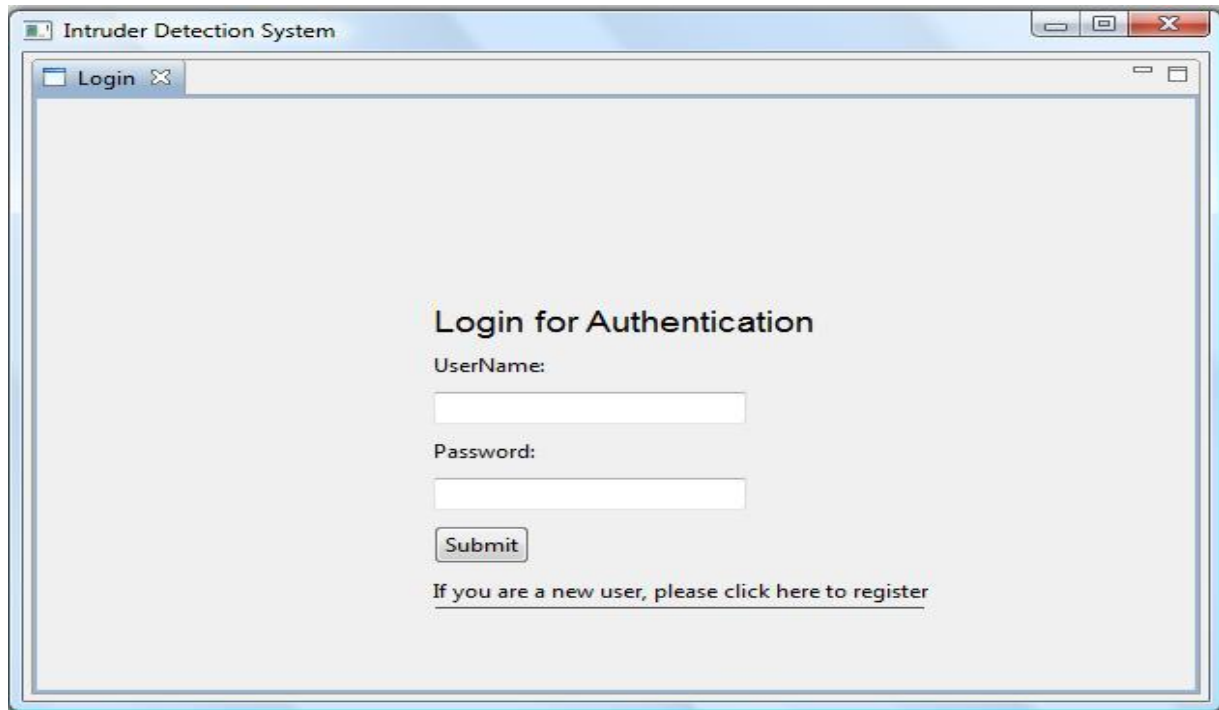 Intruder Detection System
Login
Login for Authentication
UserName:
Password:
Submit
If you are a new user, please click here to register